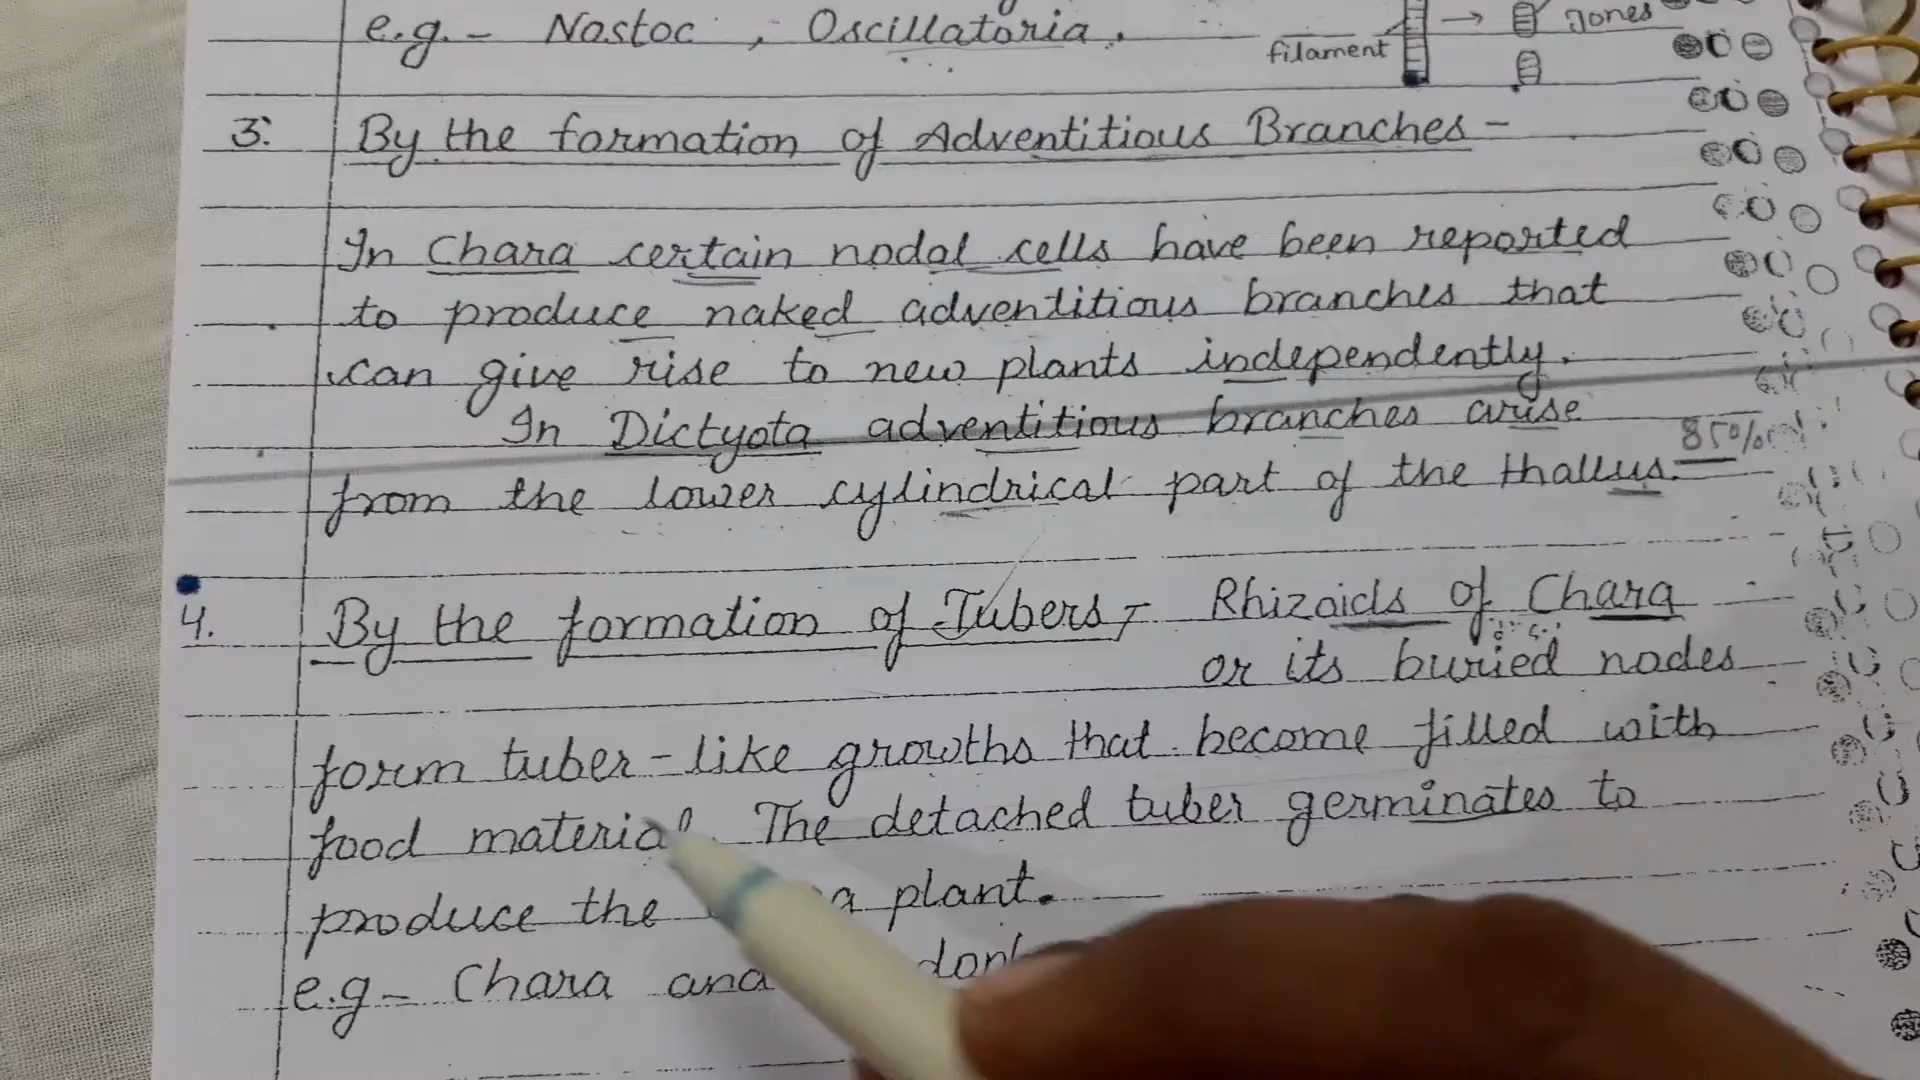 e.g.- Nostoc, Oscillatoria.
filament → Jones
3. By the formation of Adventitious Branches -
In Chara certain nodal cells have been reported
to produce naked adventitious branches that
can give rise to new plants independently.
In Dictyota adventitious branches arise
from the lower cylindrical part of the thallus.
85%
4. By the formation of Tubers - Rhizoids of Chara
or its buried nodes
form tuber-like growths that become filled with
food material. The detached tuber germinates to
produce the a plant.
e.g- Chara and